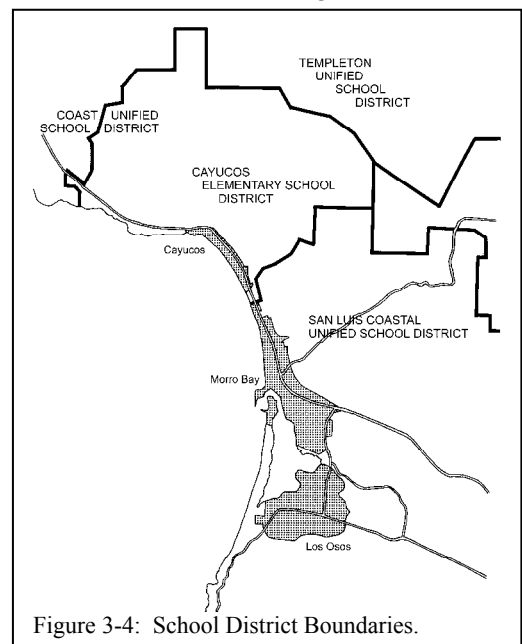 TEMPLETON
UNIFIED
SCHOOL
DISTRICT
COAST UNIFIED
SCHOOL DISTRICT
CAYUCOS
ELEMENTARY SCHOOL
DISTRICT
Cayucos
SAN LUIS COASTAL
UNIFIED SCHOOL DISTRICT
Morro Bay
Los Osos
Figure 3-4: School District Boundaries.